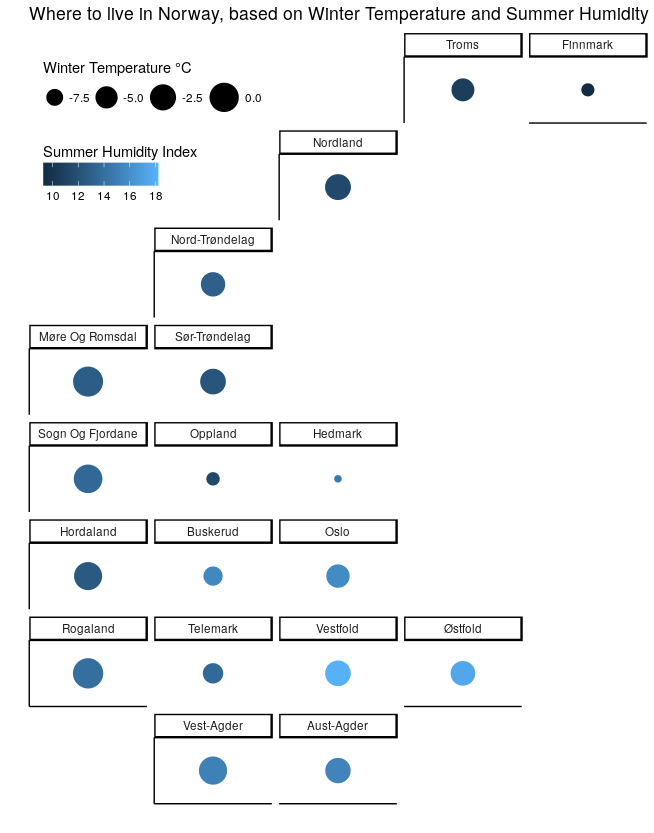 Where to live in Norway, based on Winter Temperature and Summer Humidity
Troms Finnmark
Winter Temperature °C
-7.5 -5.0 -2.5 0.0
Nordland
Summer Humidity Index
10 12 14 16 18
Nord-Trøndelag
Møre Og Romsdal Sør-Trøndelag
Sogn Og Fjordane Oppland Hedmark
Hordaland Buskerud Oslo
Rogaland Telemark Vestfold Østfold
Vest-Agder Aust-Agder